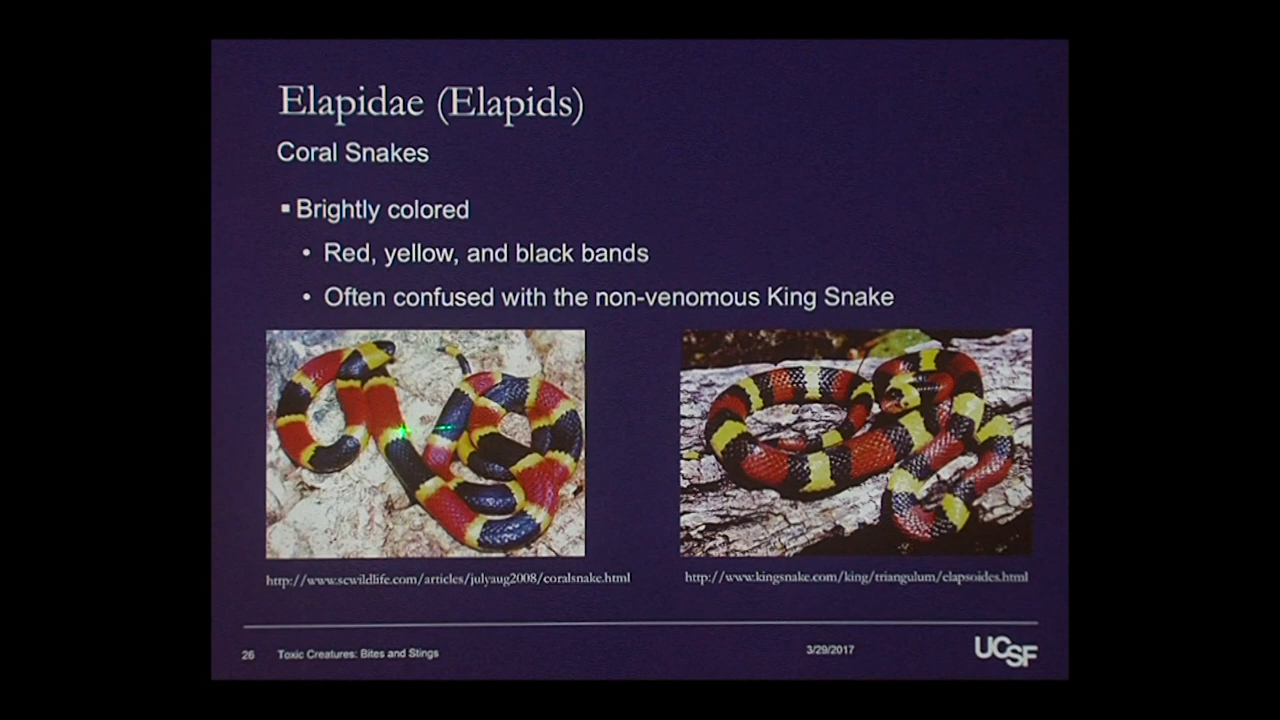 Elapidae (Elapids)
Coral Snakes
▪ Brightly colored
• Red, yellow, and black bands
• Often confused with the non-venomous King Snake
http://www.scwildlife.com/articles/julyaug2008/coralsnake.html
http://www.kingsnake.com/king/triangulum/elapsoides.html
26 Toxic Creatures: Bites and Stings 3/29/2017 UCSF